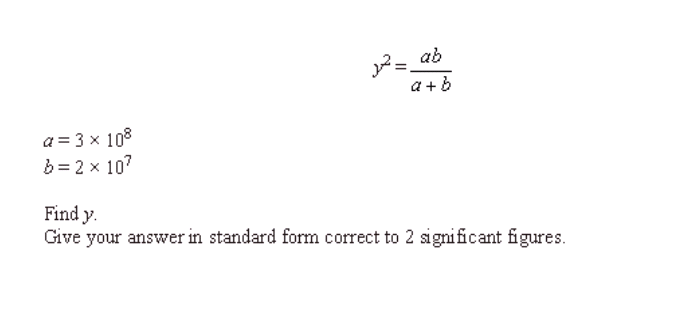 y² = ab / a + b
a = 3 × 10⁸
b = 2 × 10⁷
Find y.
Give your answer in standard form correct to 2 significant figures.